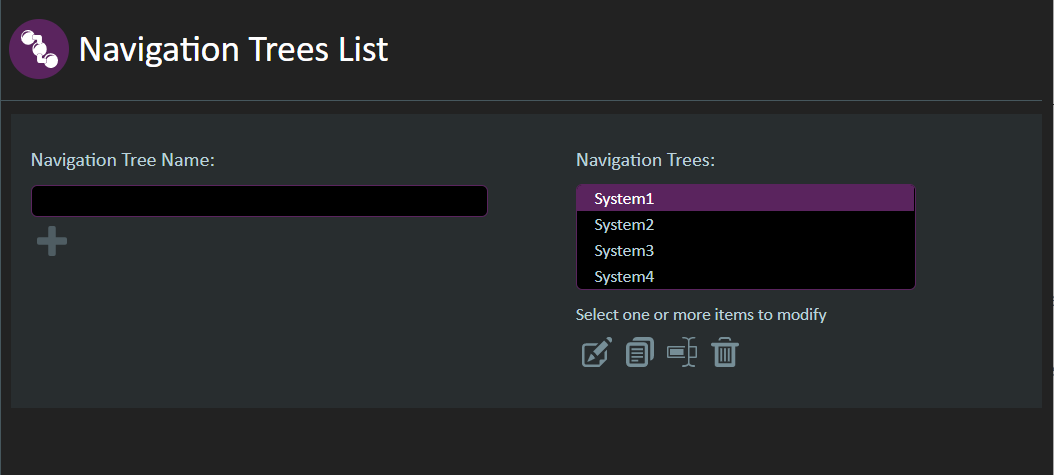 Navigation Trees List
Navigation Tree Name:
Navigation Trees:
System1
System2
System3
System4
Select one or more items to modify